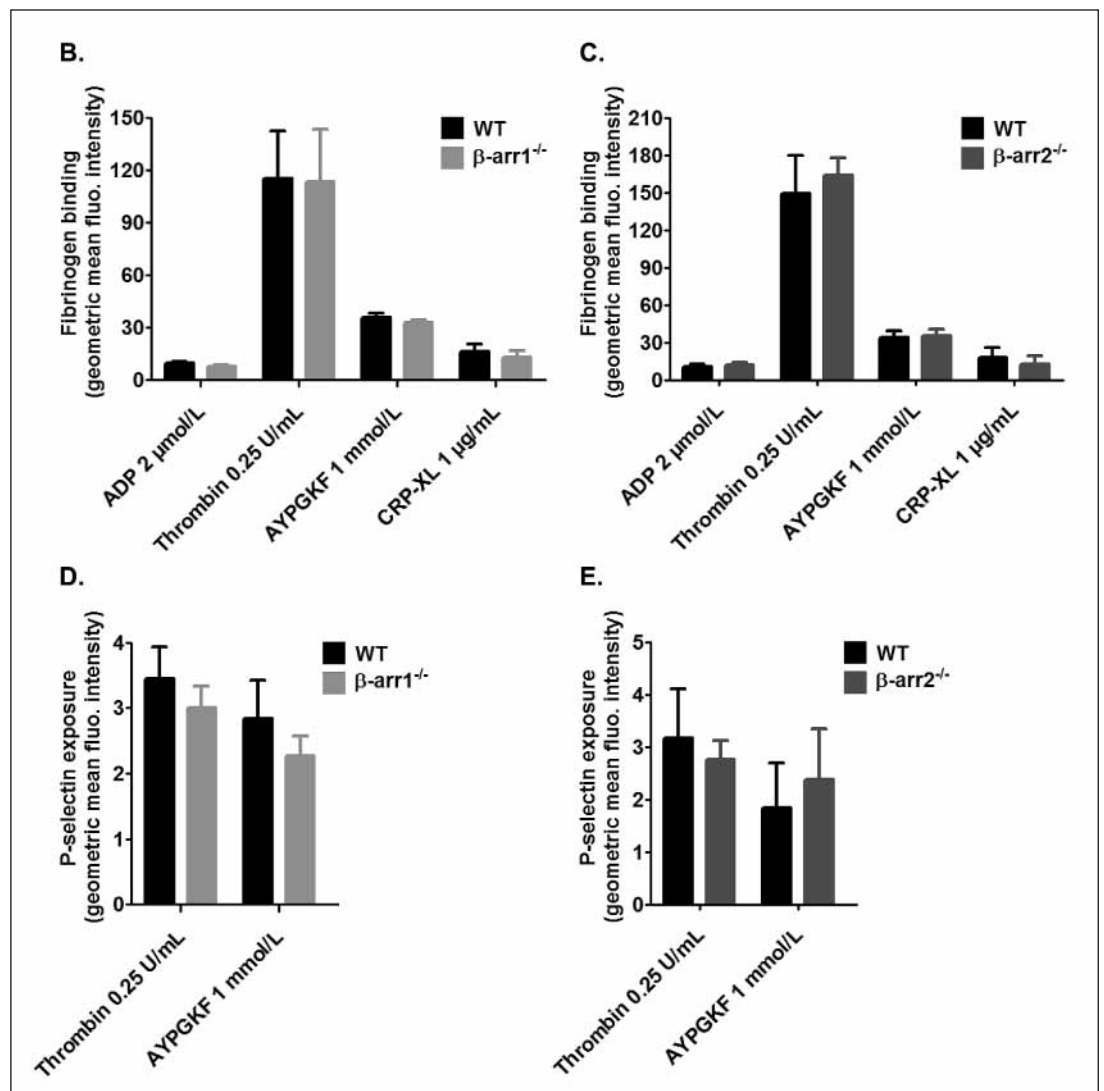 B.
Fibrinogen binding
(geometric mean fluo. intensity)
150
120
90
60
30
0
WT
β-arr1-/-
ADP 2 µmol/L
Thrombin 0.25 U/mL
AYPGKF 1 mmol/L
CRP-XL 1 µg/mL
C.
Fibrinogen binding
(geometric mean fluo. intensity)
210
180
150
120
90
60
30
0
WT
β-arr2-/-
ADP 2 µmol/L
Thrombin 0.25 U/mL
AYPGKF 1 mmol/L
CRP-XL 1 µg/mL
D.
P-selectin exposure
(geometric mean fluo. intensity)
4
3
2
1
0
WT
β-arr1-/-
Thrombin 0.25 U/mL
AYPGKF 1 mmol/L
E.
P-selectin exposure
(geometric mean fluo. intensity)
5
4
3
2
1
0
WT
β-arr2-/-
Thrombin 0.25 U/mL
AYPGKF 1 mmol/L